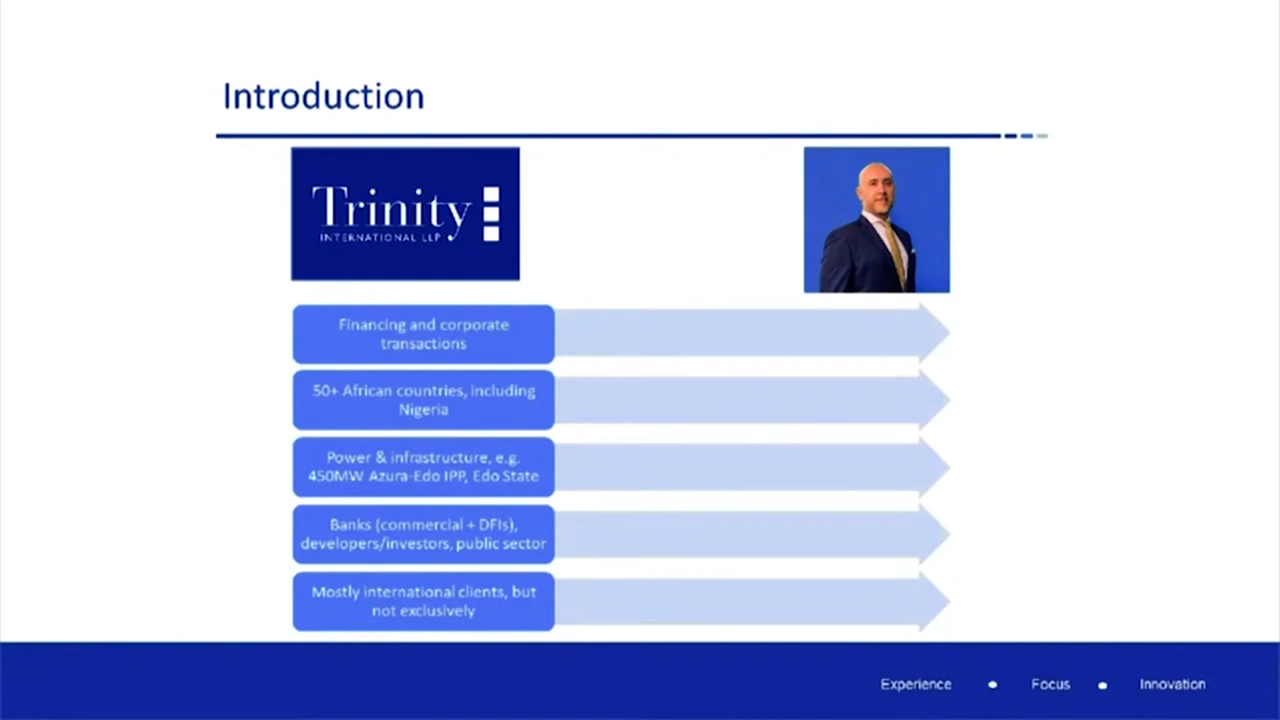 Introduction
Trinity
INTERNATIONAL LLP
Financing and corporate
transactions
50+ African countries, including
Nigeria
Power & infrastructure, e.g.
450MW Azura-Edo IPP, Edo State
Banks (commercial + DFIs),
developers/investors, public sector
Mostly international clients, but
not exclusively
Experience • Focus • Innovation